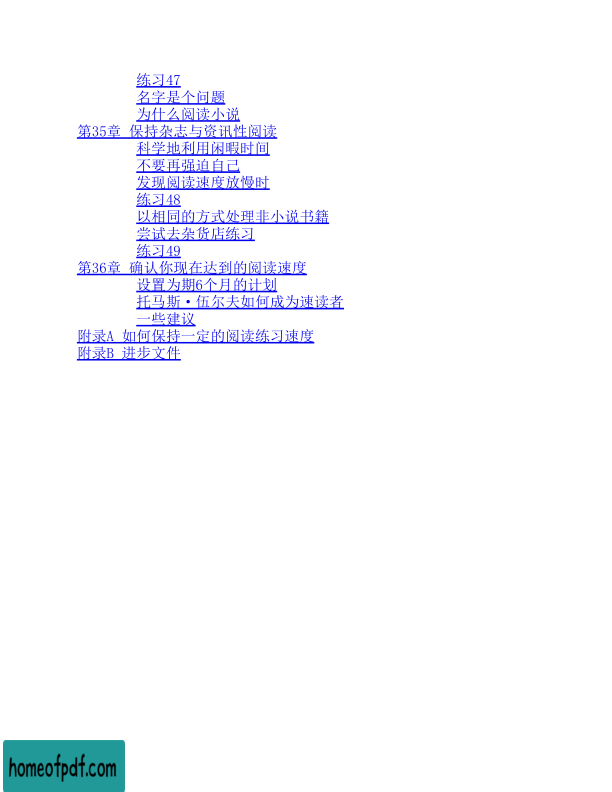 练习47
名字是个问题
为什么阅读小说
第35章 保持杂志与资讯性阅读
科学地利用闲暇时间
不要再强迫自己
发现阅读速度放慢时
练习48
以相同的方式处理非小说书籍
尝试去杂货店练习
练习49
第36章 确认你现在达到的阅读速度
设置为期6个月的计划
托马斯·伍尔夫如何成为速读者
一些建议
附录A 如何保持一定的阅读练习速度
附录B 进步文件
homeofpdf.com